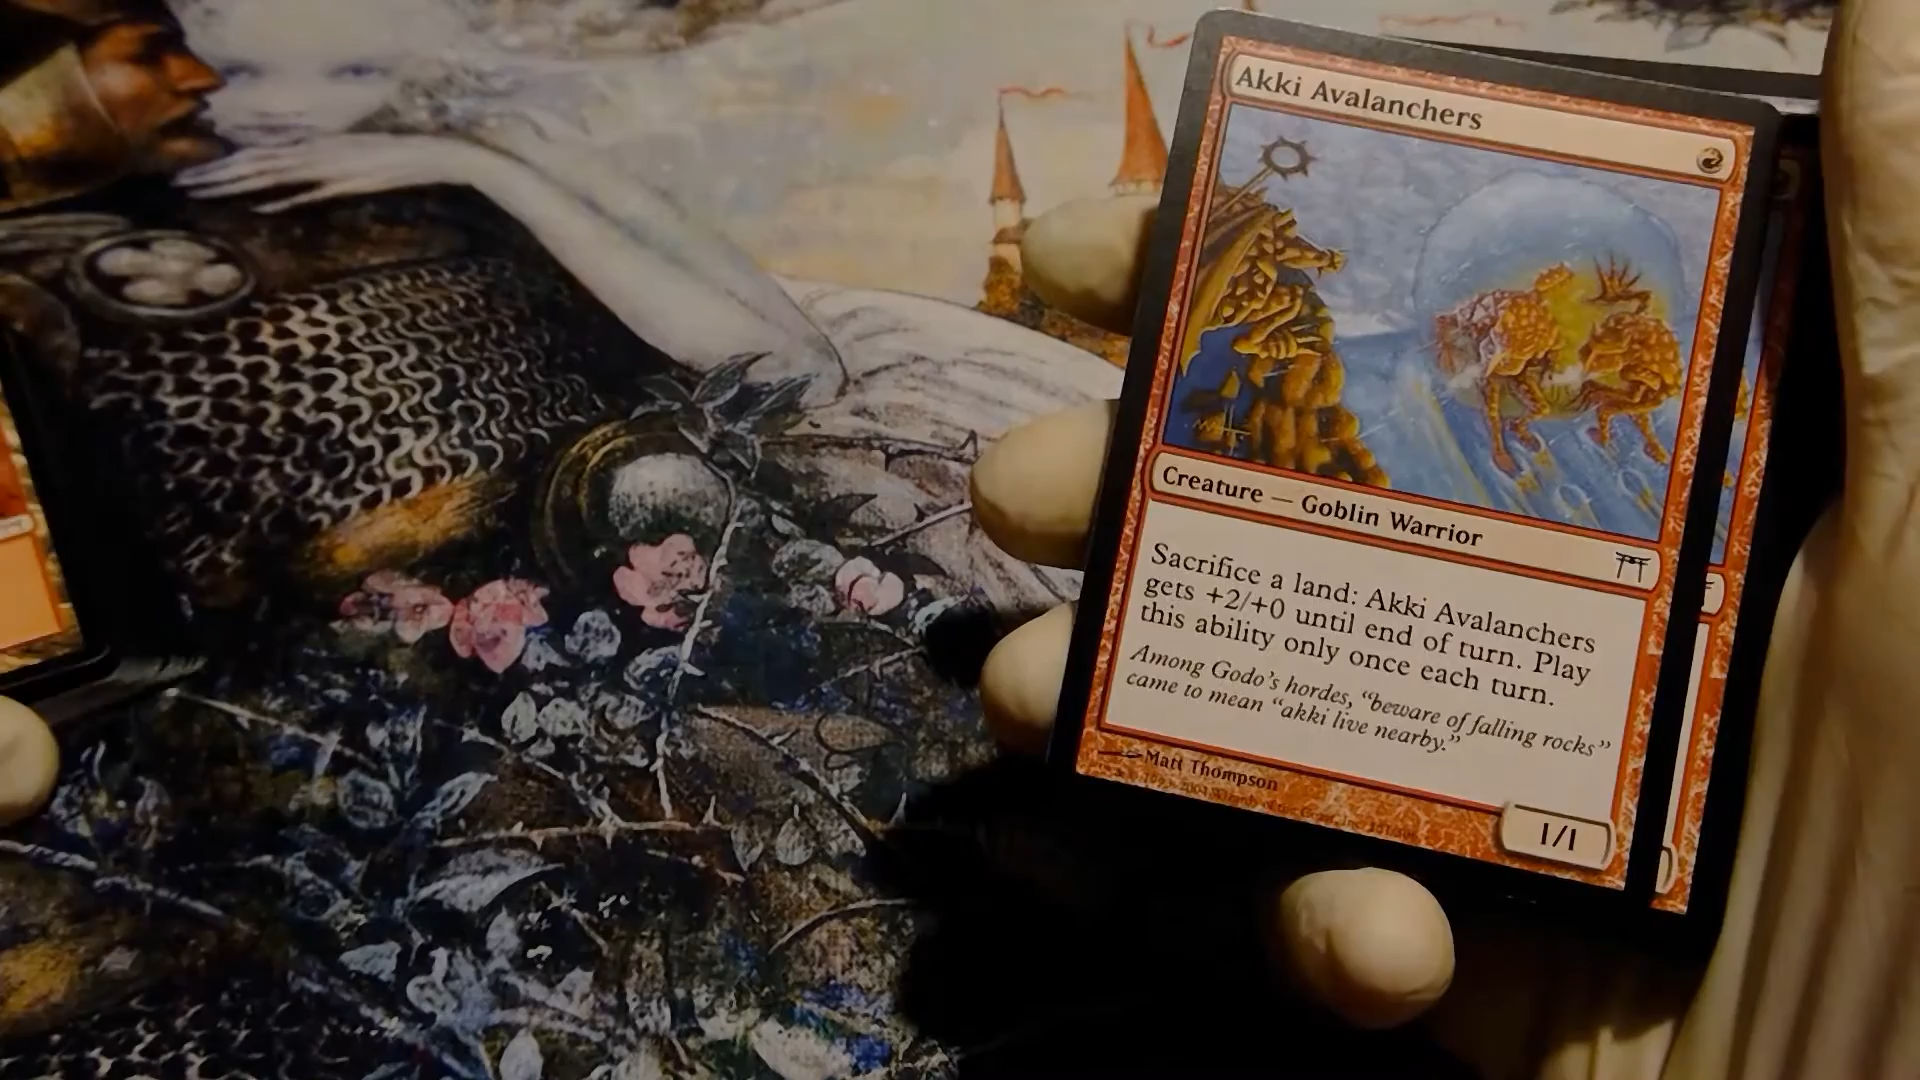 Akki Avalanchers
Creature — Goblin Warrior
Sacrifice a land: Akki Avalanchers
gets +2/+0 until end of turn. Play
this ability only once each turn.
Among Godo's hordes, “beware of falling rocks”
came to mean “akki live nearby.”
Matt Thompson
1/1